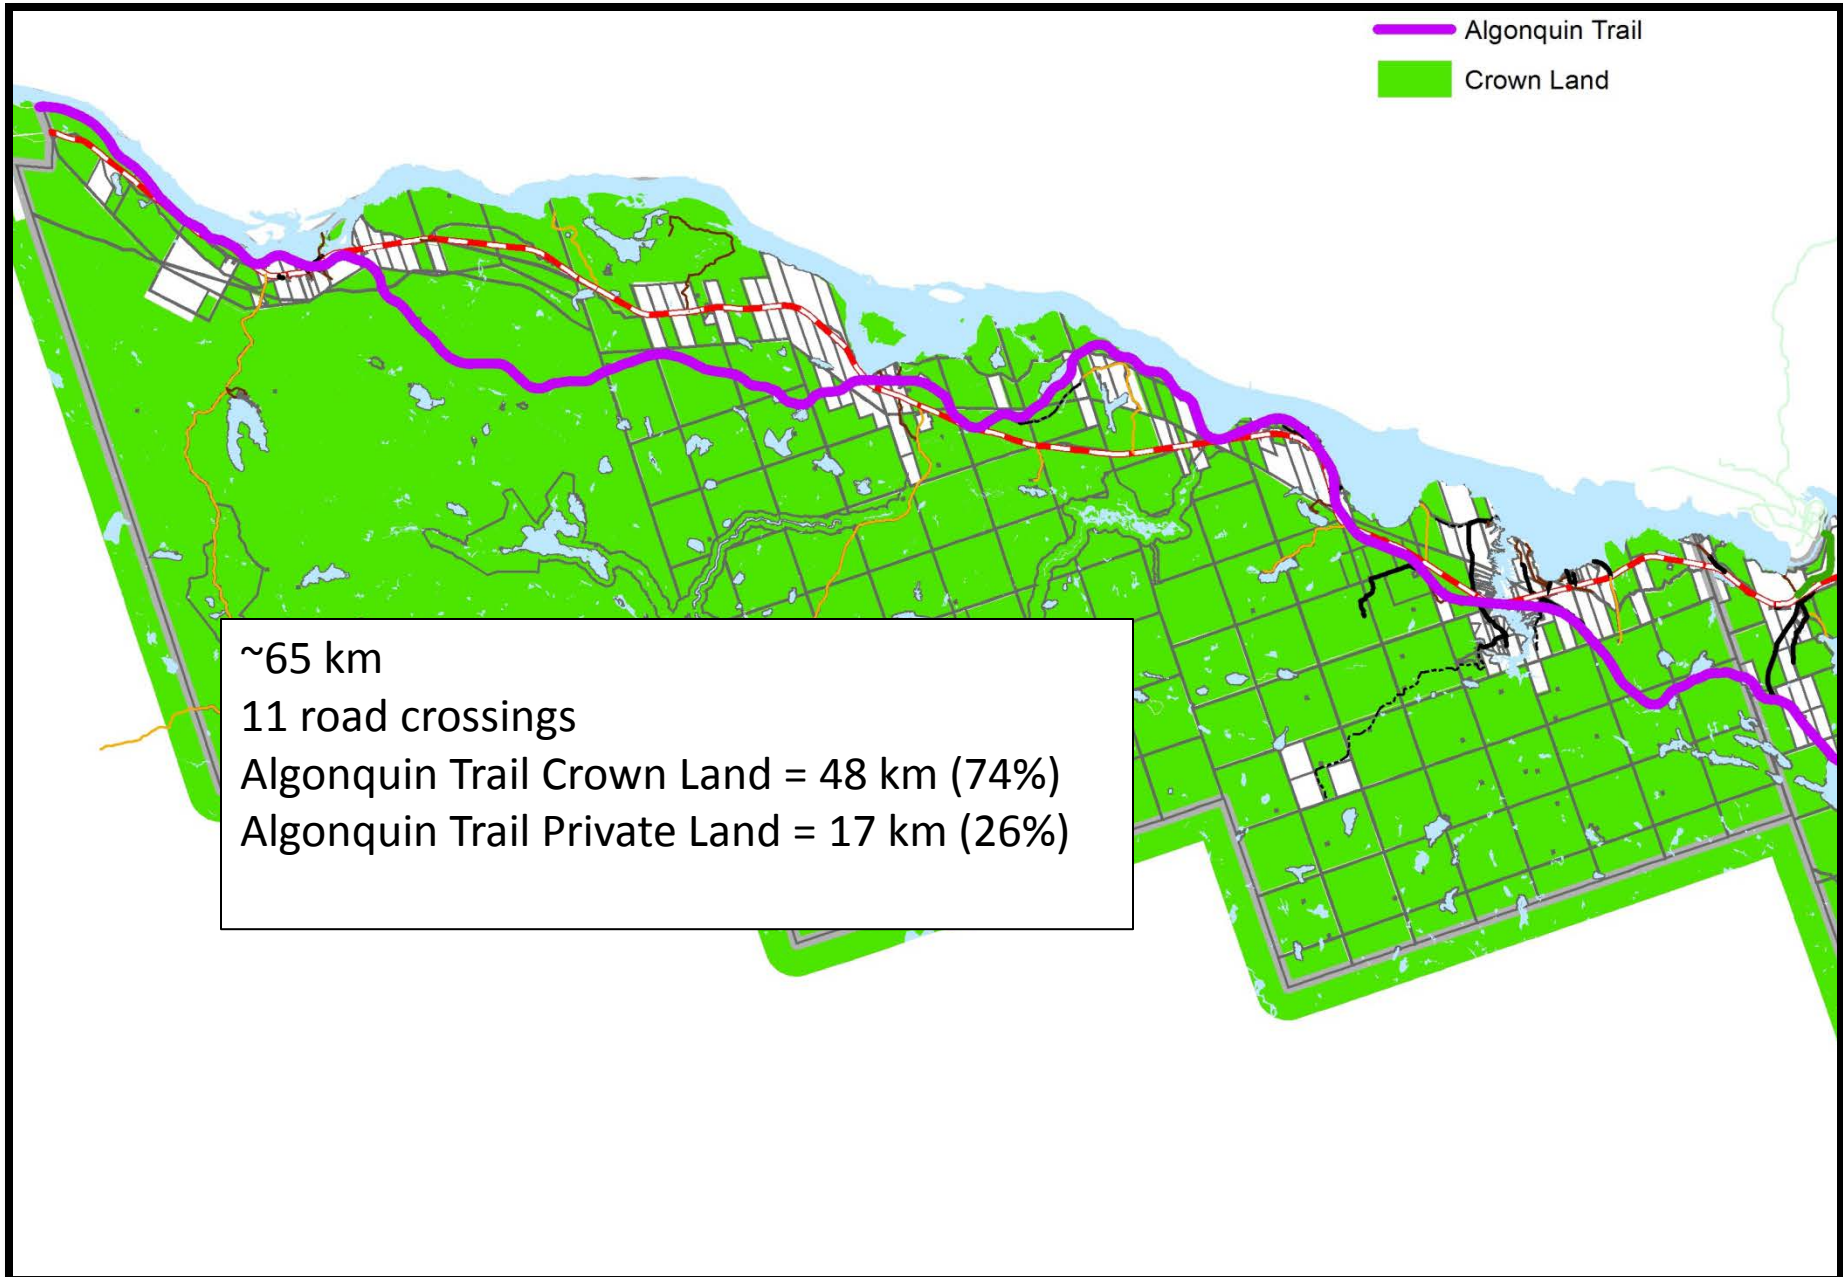 Algonquin Trail
Crown Land
~65 km
11 road crossings
Algonquin Trail Crown Land = 48 km (74%)
Algonquin Trail Private Land = 17 km (26%)